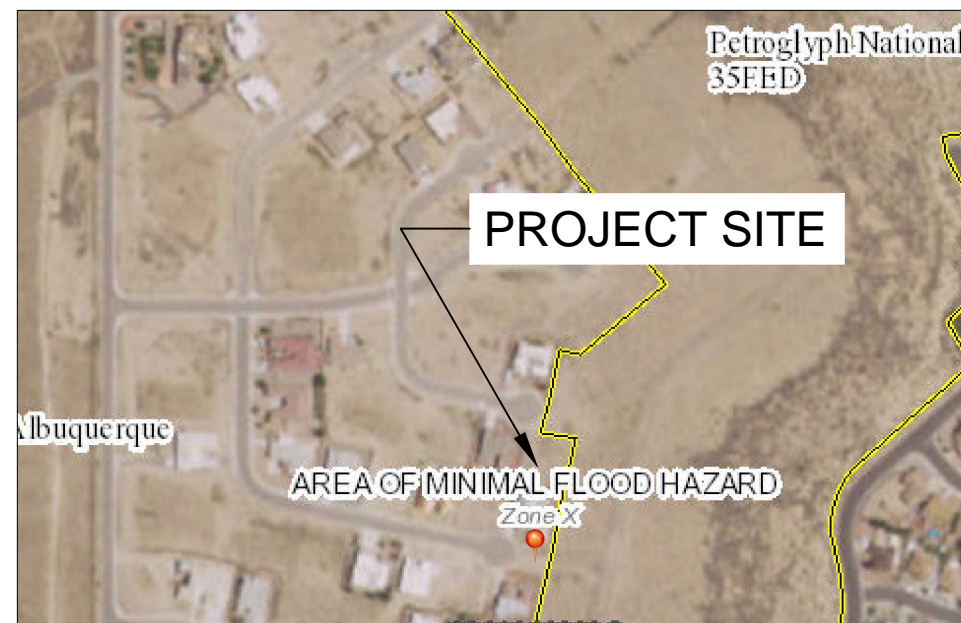 Petroglyph National
35FED
PROJECT SITE
Albuquerque
AREA OF MINIMAL FLOOD HAZARD
Zone X